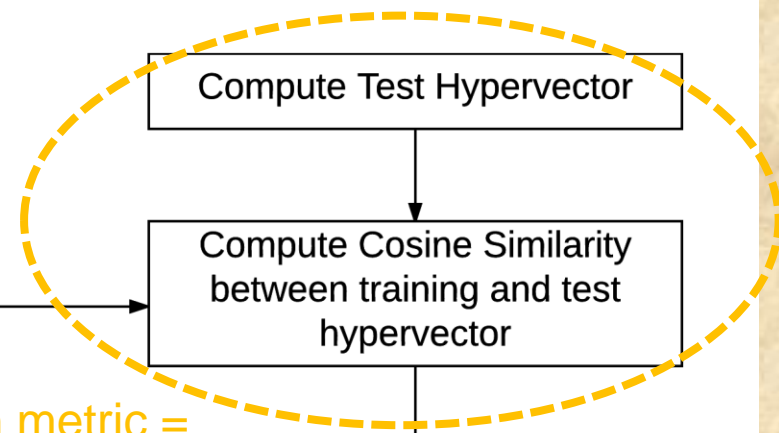 Compute Test Hypervector
Compute Cosine Similarity
between training and test
hypervector
metric =